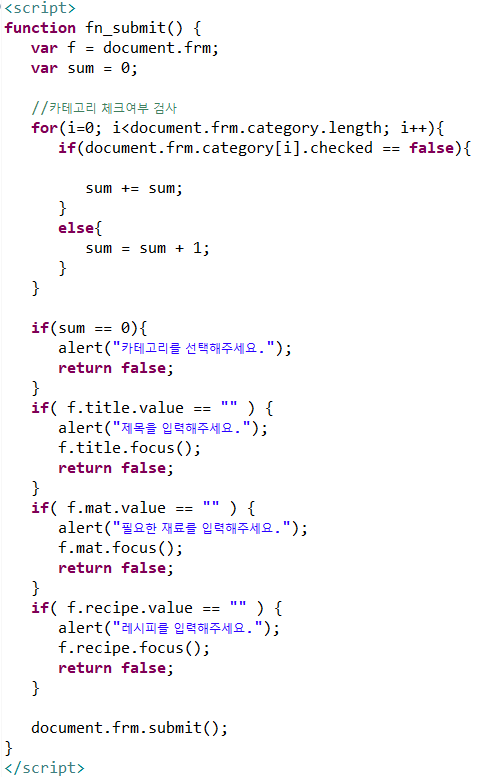 <script>
function fn_submit() {
   var f = document.frm;
   var sum = 0;

   //카테고리 체크여부 검사
   for(i=0; i<document.frm.category.length; i++){
      if(document.frm.category[i].checked == false){

         sum += sum;
      }
      else{
         sum = sum + 1;
      }
   }

   if(sum == 0){
      alert("카테고리를 선택해주세요.");
      return false;
   }
   if( f.title.value == "" ) {
      alert("제목을 입력해주세요.");
      f.title.focus();
      return false;
   }
   if( f.mat.value == "" ) {
      alert("필요한 재료를 입력해주세요.");
      f.mat.focus();
      return false;
   }
   if( f.recipe.value == "" ) {
      alert("레시피를 입력해주세요.");
      f.recipe.focus();
      return false;
   }

   document.frm.submit();
}
</script>